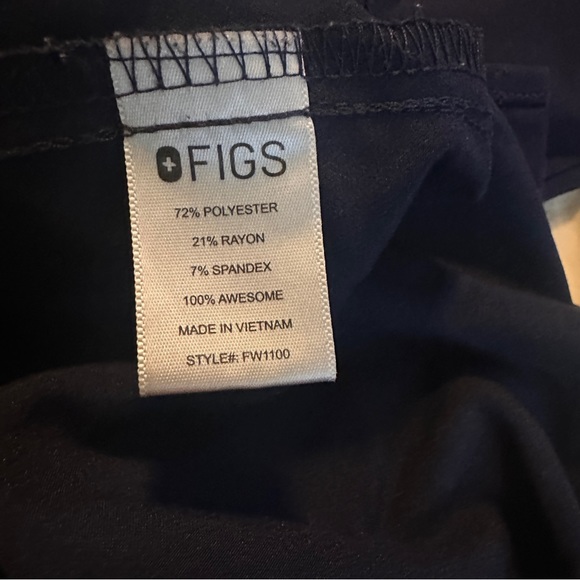 FIGS
72% POLYESTER
21% RAYON
7% SPANDEX
100% AWESOME
MADE IN VIETNAM
STYLE#: FW1100